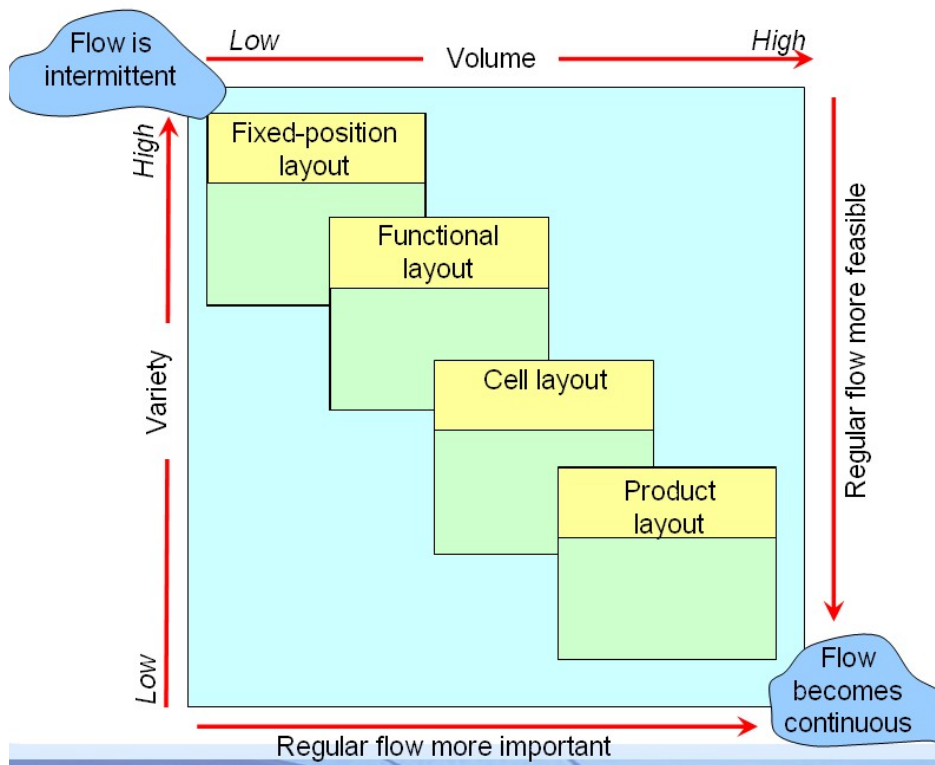 Flow is
intermittent
Low
Volume
High
High
Variety
Low
Fixed-position
layout
Functional
layout
Cell layout
Product
layout
Regular flow more feasible
Flow
becomes
continuous
Regular flow more important